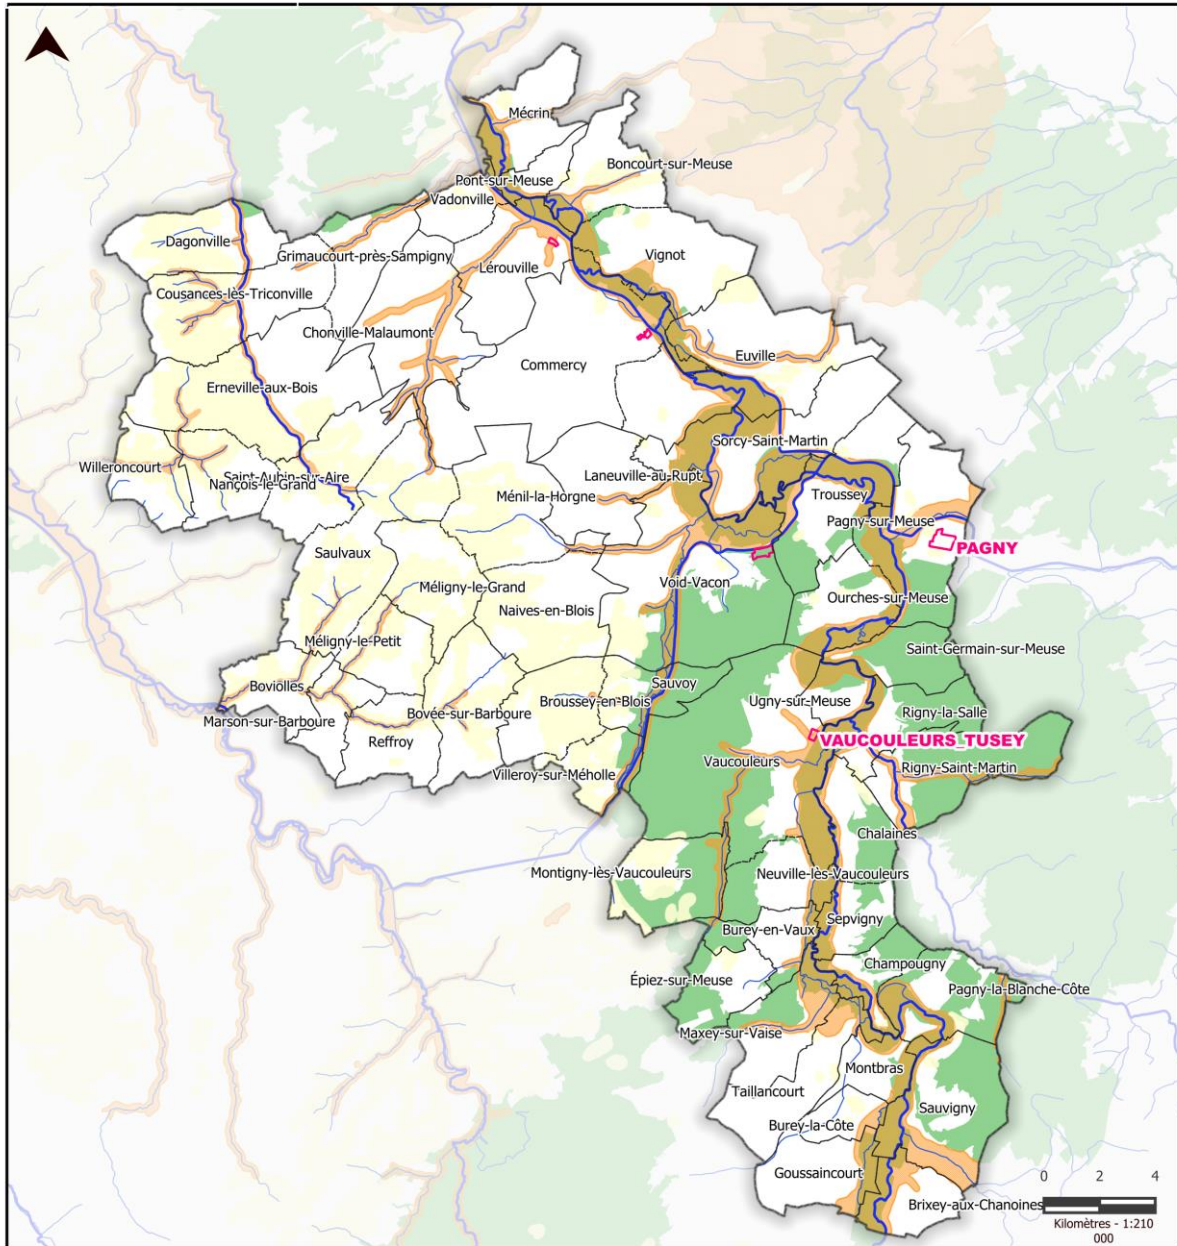 Mécrin
Boncourt-sur-Meuse
Pont-sur-Meuse
Vadonville
Dagonville
Grimaucourt-près-Sampigny
Vignot
Lérouville
Cousances-lès-Triconville
Chonville-Malaumont
Euville
Commercy
Erneville-aux-Bois
Sorcy-Saint-Martin
Willeroncourt
Saint-Aubin-sur-Aire
Nançois-le-Grand
Laneuville-au-Rupt
Ménil-la-Horgne
Troussey
Pagny-sur-Meuse
PAGNY
Saulvaux
Void-Vacon
Méligny-le-Grand
Ourches-sur-Meuse
Naives-en-Blois
Méligny-le-Petit
Saint-Germain-sur-Meuse
Boviolles
Sauvoy
Ugny-sur-Meuse
Broussey-en-Blois
Rigny-la-Salle
Bovée-sur-Barboure
Marson-sur-Barboure
Reffroy
VAUCOULEURS_TUSEY
Vaucouleurs
Rigny-Saint-Martin
Villeroy-sur-Méholle
Chalaines
Montigny-lès-Vaucouleurs
Neuville-lès-Vaucouleurs
Sepvigny
Burey-en-Vaux
Champougny
Épiez-sur-Meuse
Pagny-la-Blanche-Côte
Maxey-sur-Vaise
Montbras
Taillancourt
Sauvigny
Burey-la-Côte
Goussaincourt
Brixey-aux-Chanoines
0 2 4
Kilomètres - 1:210
000